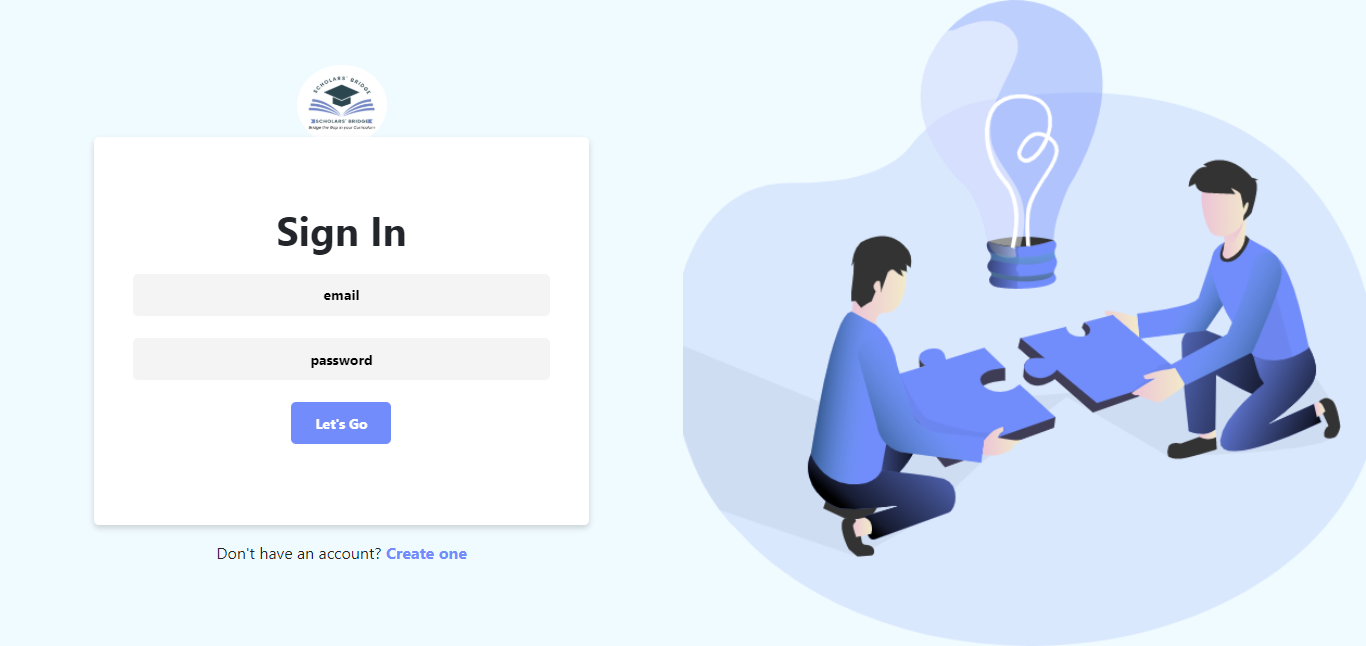 SCHOLARS' BRIDGE
SCHOLARS' BRIDGE
Bridge the Gap in your Curriculum
Sign In
email
password
Let's Go
Don't have an account? Create one